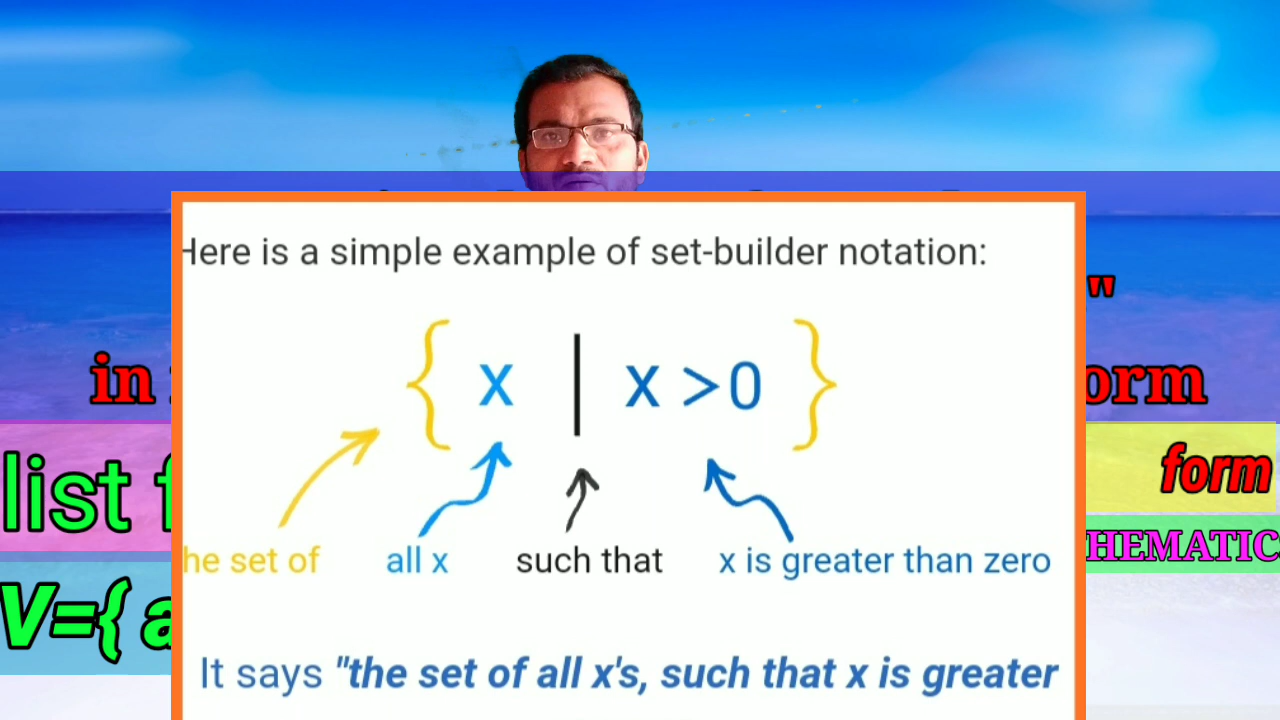 Here is a simple example of set-builder notation:
"
{ x | x >0 }
in
orm
list f
form
he set of all x such that x is greater than zero
HEMATIC
V={ a
It says "the set of all x's, such that x is greater